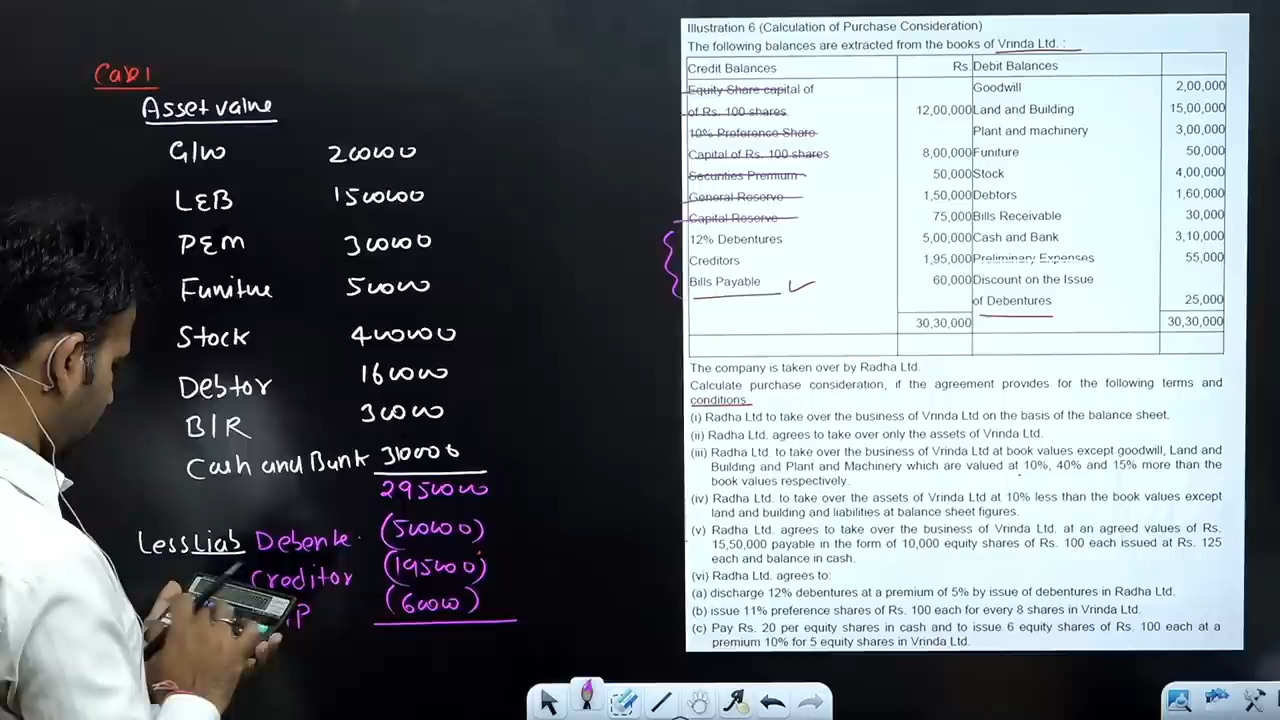 Case 1
Asset value
G/W 200000
L&B 1500000
P&M 300000
Funitue 50000
Stock 400000
Debtor 160000
B/R 30000
Cash and Bank 310000
2950000
Less Liab Debente. (500000)
Creditor (195000)
P (60000)
Illustration 6 (Calculation of Purchase Consideration)
The following balances are extracted from the books of Vrinda Ltd. :
Credit Balances Rs. Debit Balances
Equity Share capital of Goodwill 2,00,000
of Rs. 100 shares 12,00,000 Land and Building 15,00,000
10% Preference Share Plant and machinery 3,00,000
Capital of Rs. 100 shares 8,00,000 Funiture 50,000
Securities Premium 50,000 Stock 4,00,000
General Reserve 1,50,000 Debtors 1,60,000
Capital Reserve 75,000 Bills Receivable 30,000
12% Debentures 5,00,000 Cash and Bank 3,10,000
Creditors 1,95,000 Preliminary Expenses 55,000
Bills Payable 60,000 Discount on the Issue
of Debentures 25,000
30,30,000 30,30,000
The company is taken over by Radha Ltd.
Calculate purchase consideration, if the agreement provides for the following terms and
conditions
(i) Radha Ltd to take over the business of Vrinda Ltd on the basis of the balance sheet.
(ii) Radha Ltd. agrees to take over only the assets of Vrinda Ltd.
(iii) Radha Ltd. to take over the business of Vrinda Ltd at book values except goodwill, Land and
Building and Plant and Machinery which are valued at 10%, 40% and 15% more than the
book values respectively.
(iv) Radha Ltd. to take over the assets of Vrinda Ltd at 10% less than the book values except
land and building and liabilities at balance sheet figures.
(v) Radha Ltd. agrees to take over the business of Vrinda Ltd. at an agreed values of Rs.
15,50,000 payable in the form of 10,000 equity shares of Rs. 100 each issued at Rs. 125
each and balance in cash.
(vi) Radha Ltd. agrees to:
(a) discharge 12% debentures at a premium of 5% by issue of debentures in Radha Ltd.
(b) issue 11% preference shares of Rs. 100 each for every 8 shares in Vrinda Ltd.
(c) Pay Rs. 20 per equity shares in cash and to issue 6 equity shares of Rs. 100 each at a
premium 10% for 5 equity shares in Vrinda Ltd.